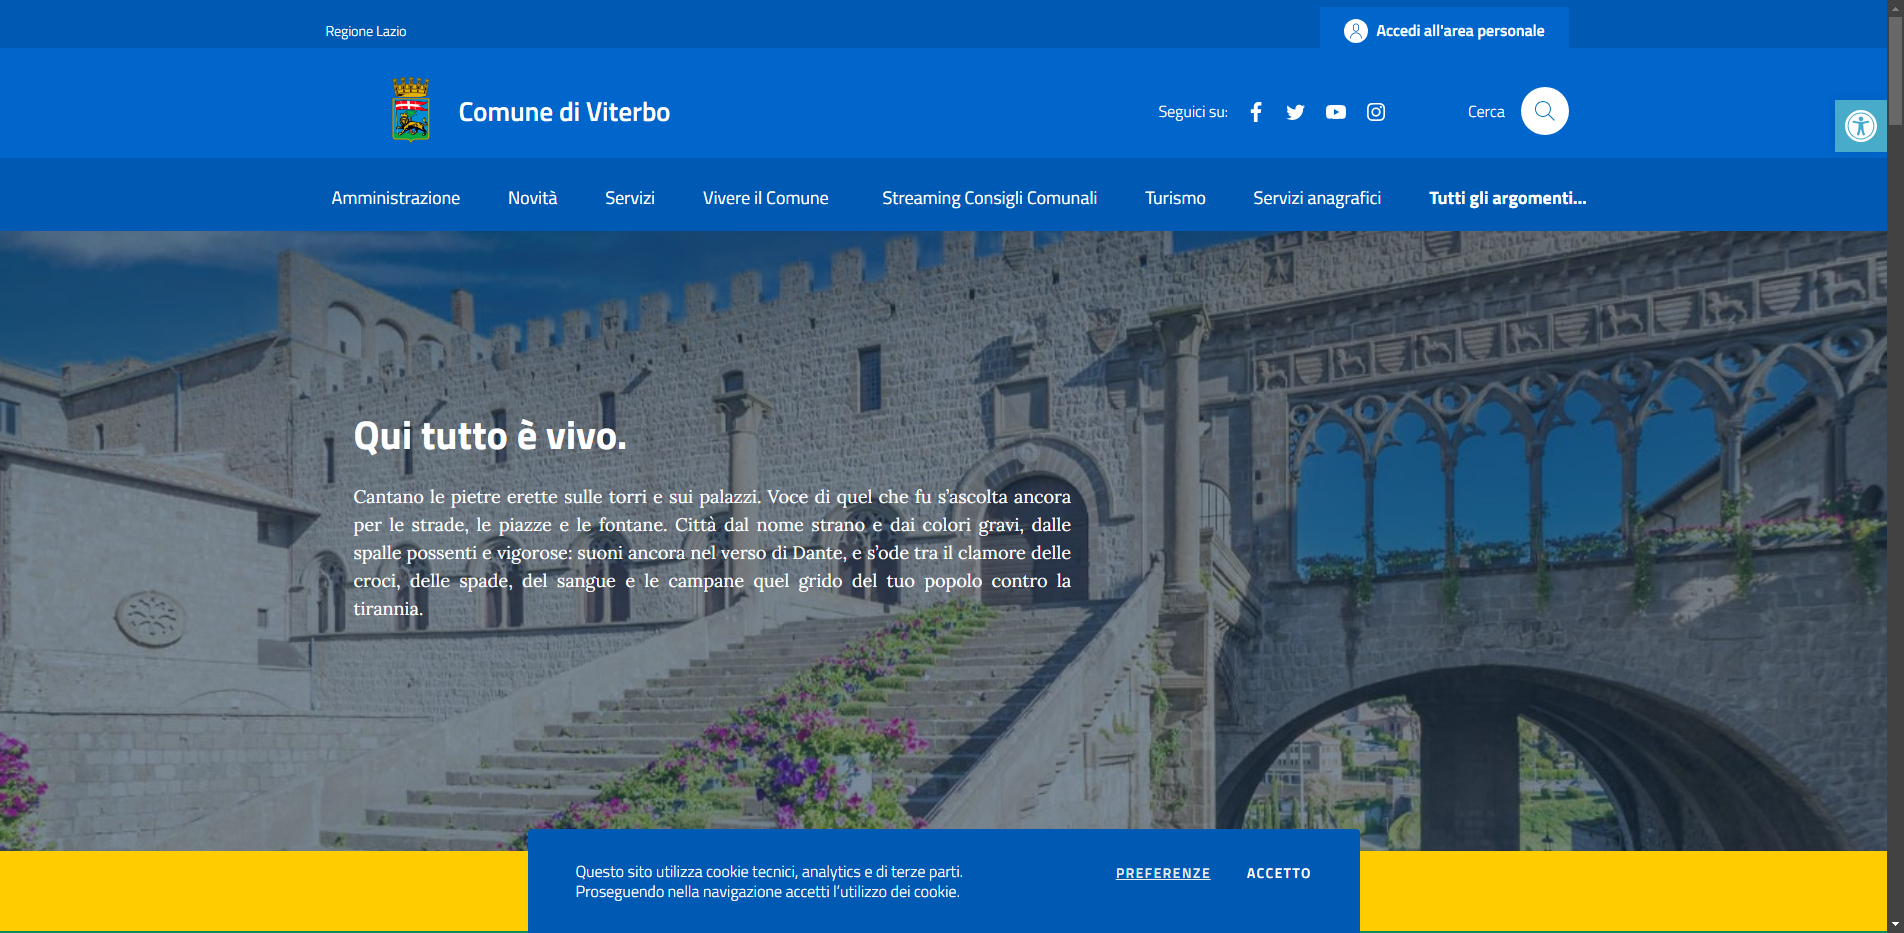 Regione Lazio
Accedi all'area personale
Comune di Viterbo
Seguici su:
Cerca
Amministrazione
Novità
Servizi
Vivere il Comune
Streaming Consigli Comunali
Turismo
Servizi anagrafici
Tutti gli argomenti...
Qui tutto è vivo.
Cantano le pietre erette sulle torri e sui palazzi. Voce di quel che fu s’ascolta ancora
per le strade, le piazze e le fontane. Città dal nome strano e dai colori gravi, dalle
spalle possenti e vigorose: suoni ancora nel verso di Dante, e s’ode tra il clamore delle
croci, delle spade, del sangue e le campane quel grido del tuo popolo contro la
tirannia.
Questo sito utilizza cookie tecnici, analytics e di terze parti.
Proseguendo nella navigazione accetti l’utilizzo dei cookie.
PREFERENZE
ACCETTO